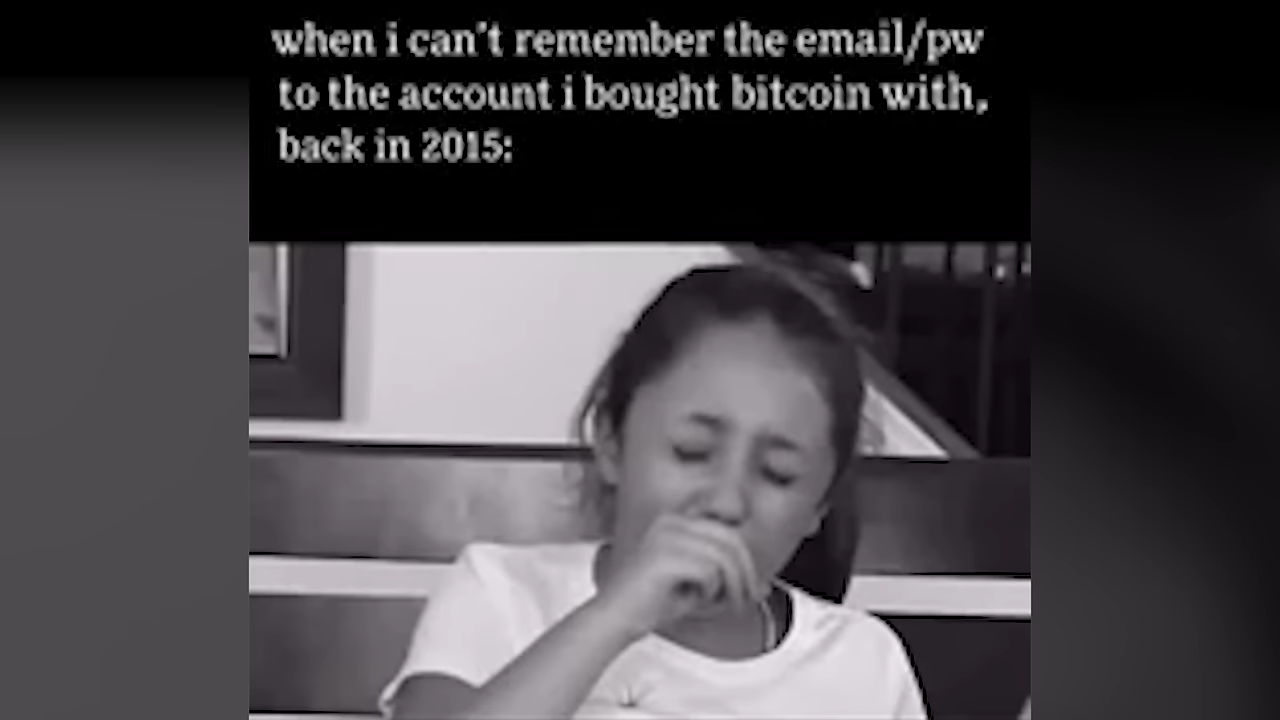 when i can't remember the email/pw
to the account i bought bitcoin with,
back in 2015: